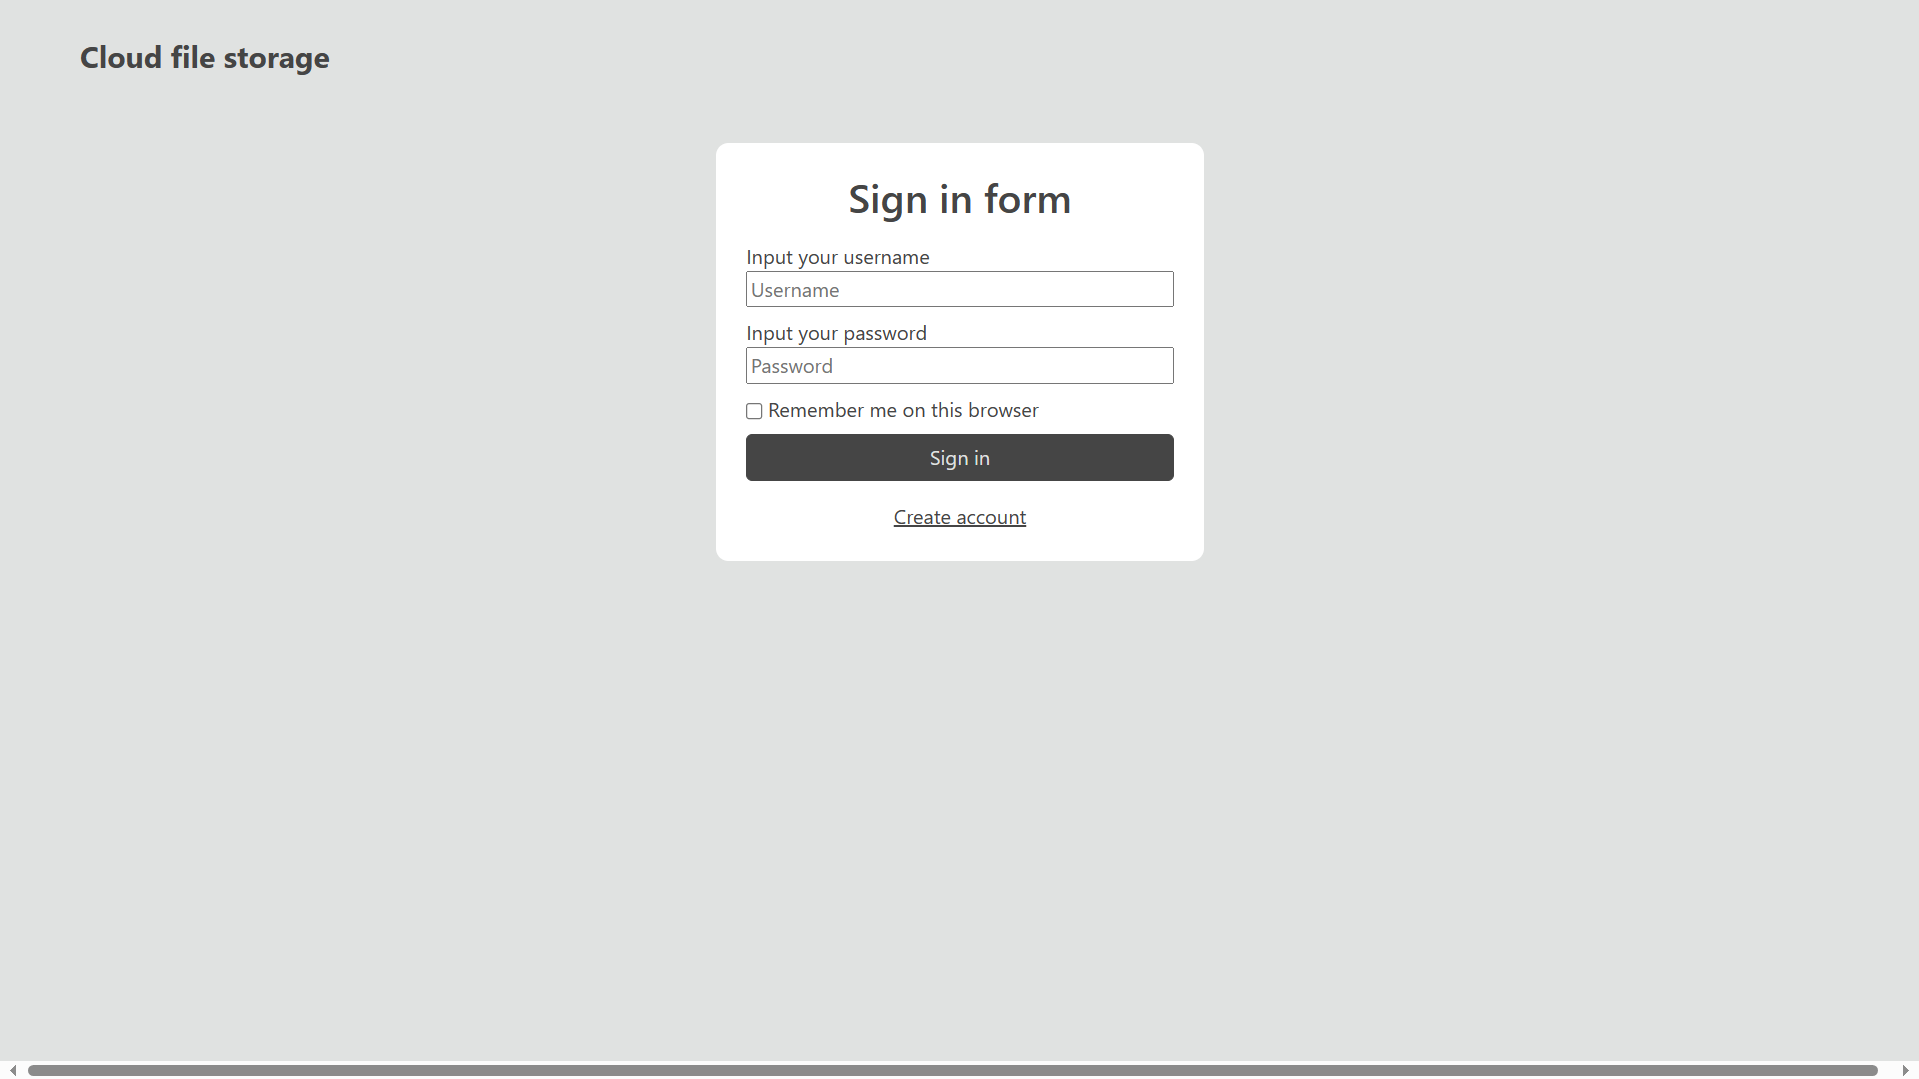 Cloud file storage
Sign in form
Input your username
Username
Input your password
Password
Remember me on this browser
Sign in
Create account